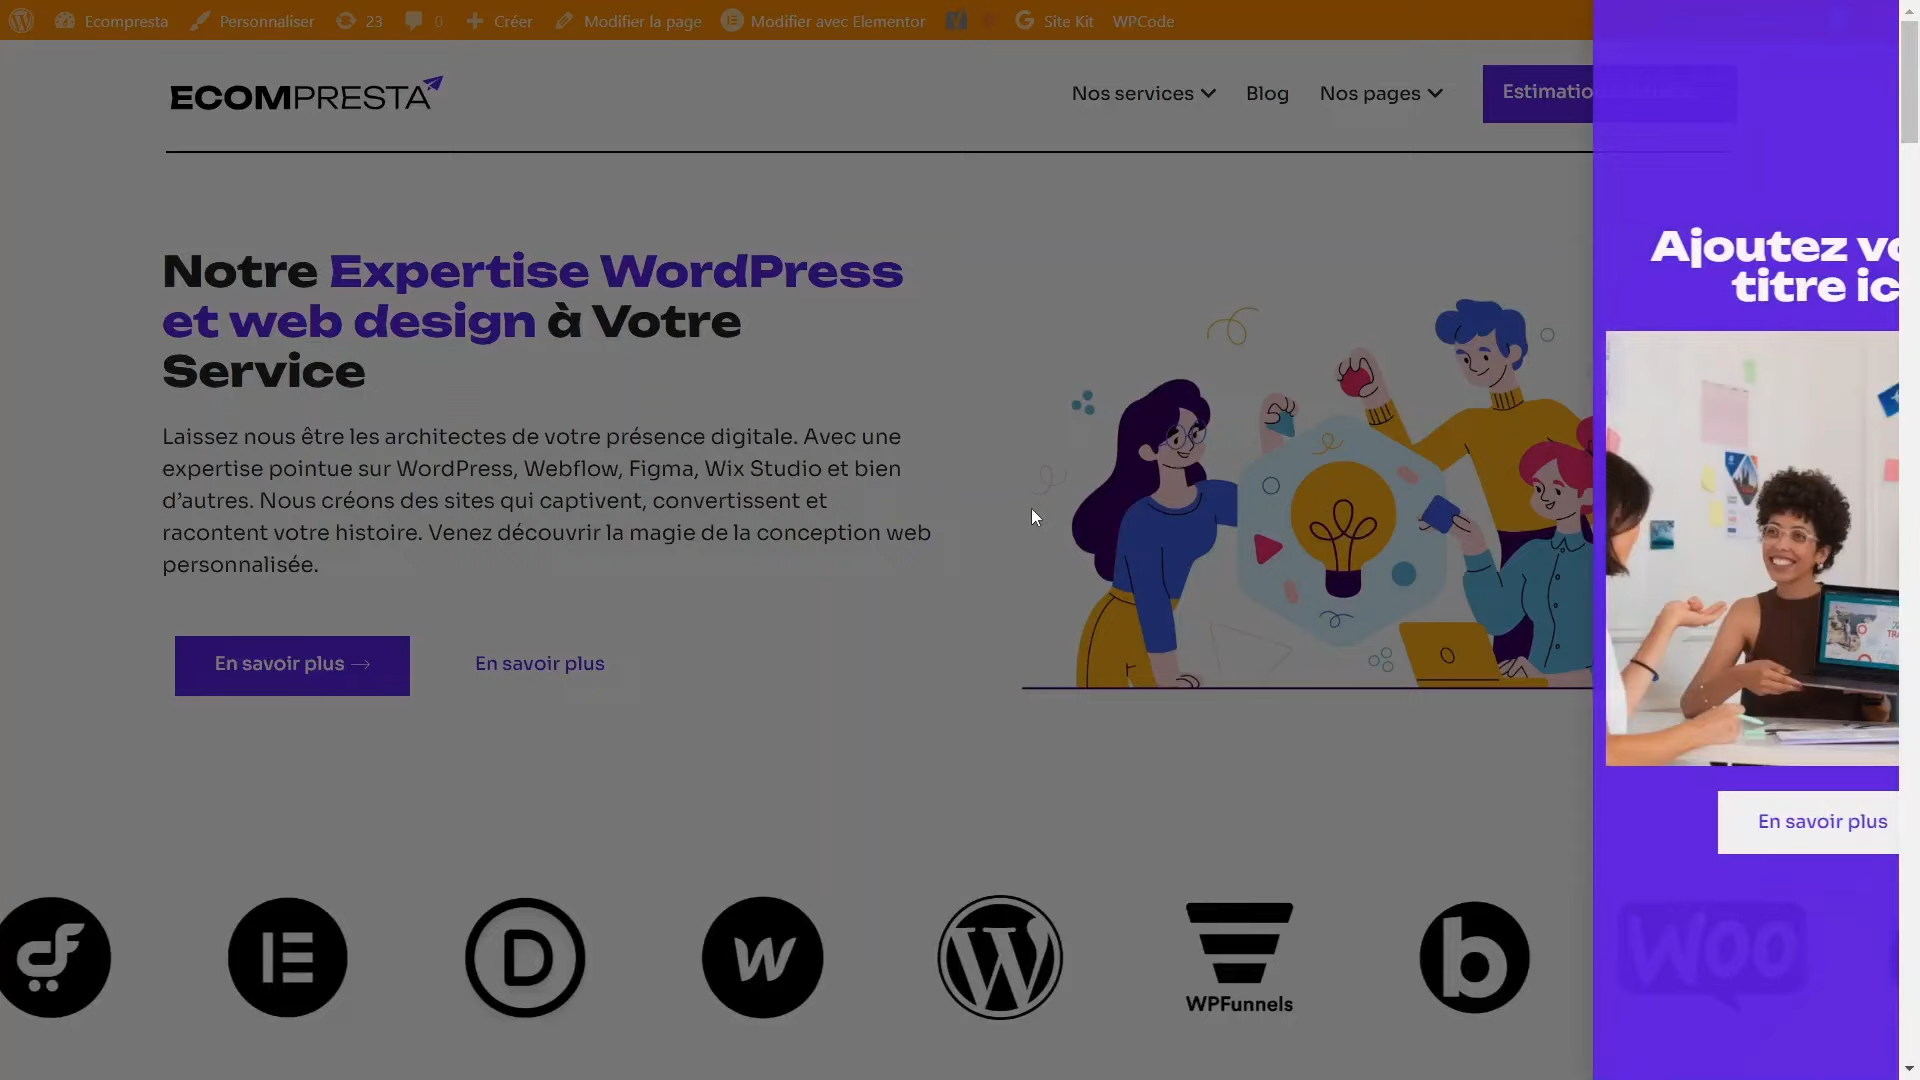 Ecompresta Personnaliser 23 0 Créer Modifier la page Modifier avec Elementor Site Kit WPCode
ECOMPRESTA
Nos services Blog Nos pages
Notre Expertise WordPress
et web design à Votre
Service
Laissez nous être les architectes de votre présence digitale. Avec une
expertise pointue sur WordPress, Webflow, Figma, Wix Studio et bien
d’autres. Nous créons des sites qui captivent, convertissent et
racontent votre histoire. Venez découvrir la magie de la conception web
personnalisée.
En savoir plus → En savoir plus
Ajoutez
titre
En savoir plus
WPFunnels
b
Woo